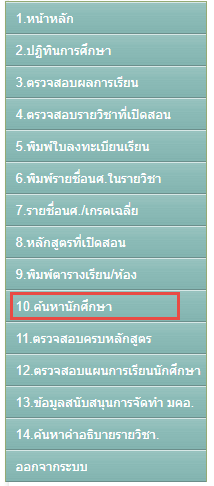 1.หน้าหลัก
2.ปฏิทินการศึกษา
3.ตรวจสอบผลการเรียน
4.ตรวจสอบรายวิชาที่เปิดสอน
5.พิมพ์ใบลงทะเบียนเรียน
6.พิมพ์รายชื่อนศ.ในรายวิชา
7.รายชื่อนศ./เกรดเฉลี่ย
8.หลักสูตรที่เปิดสอน
9.พิมพ์ตารางเรียน/ห้อง
10.ค้นหานักศึกษา
11.ตรวจสอบครบหลักสูตร
12.ตรวจสอบแผนการเรียนนักศึกษา
13.ข้อมูลสนับสนุนการจัดทำ มคอ.
14.ค้นหาคำอธิบายรายวิชา.
ออกจากระบบ